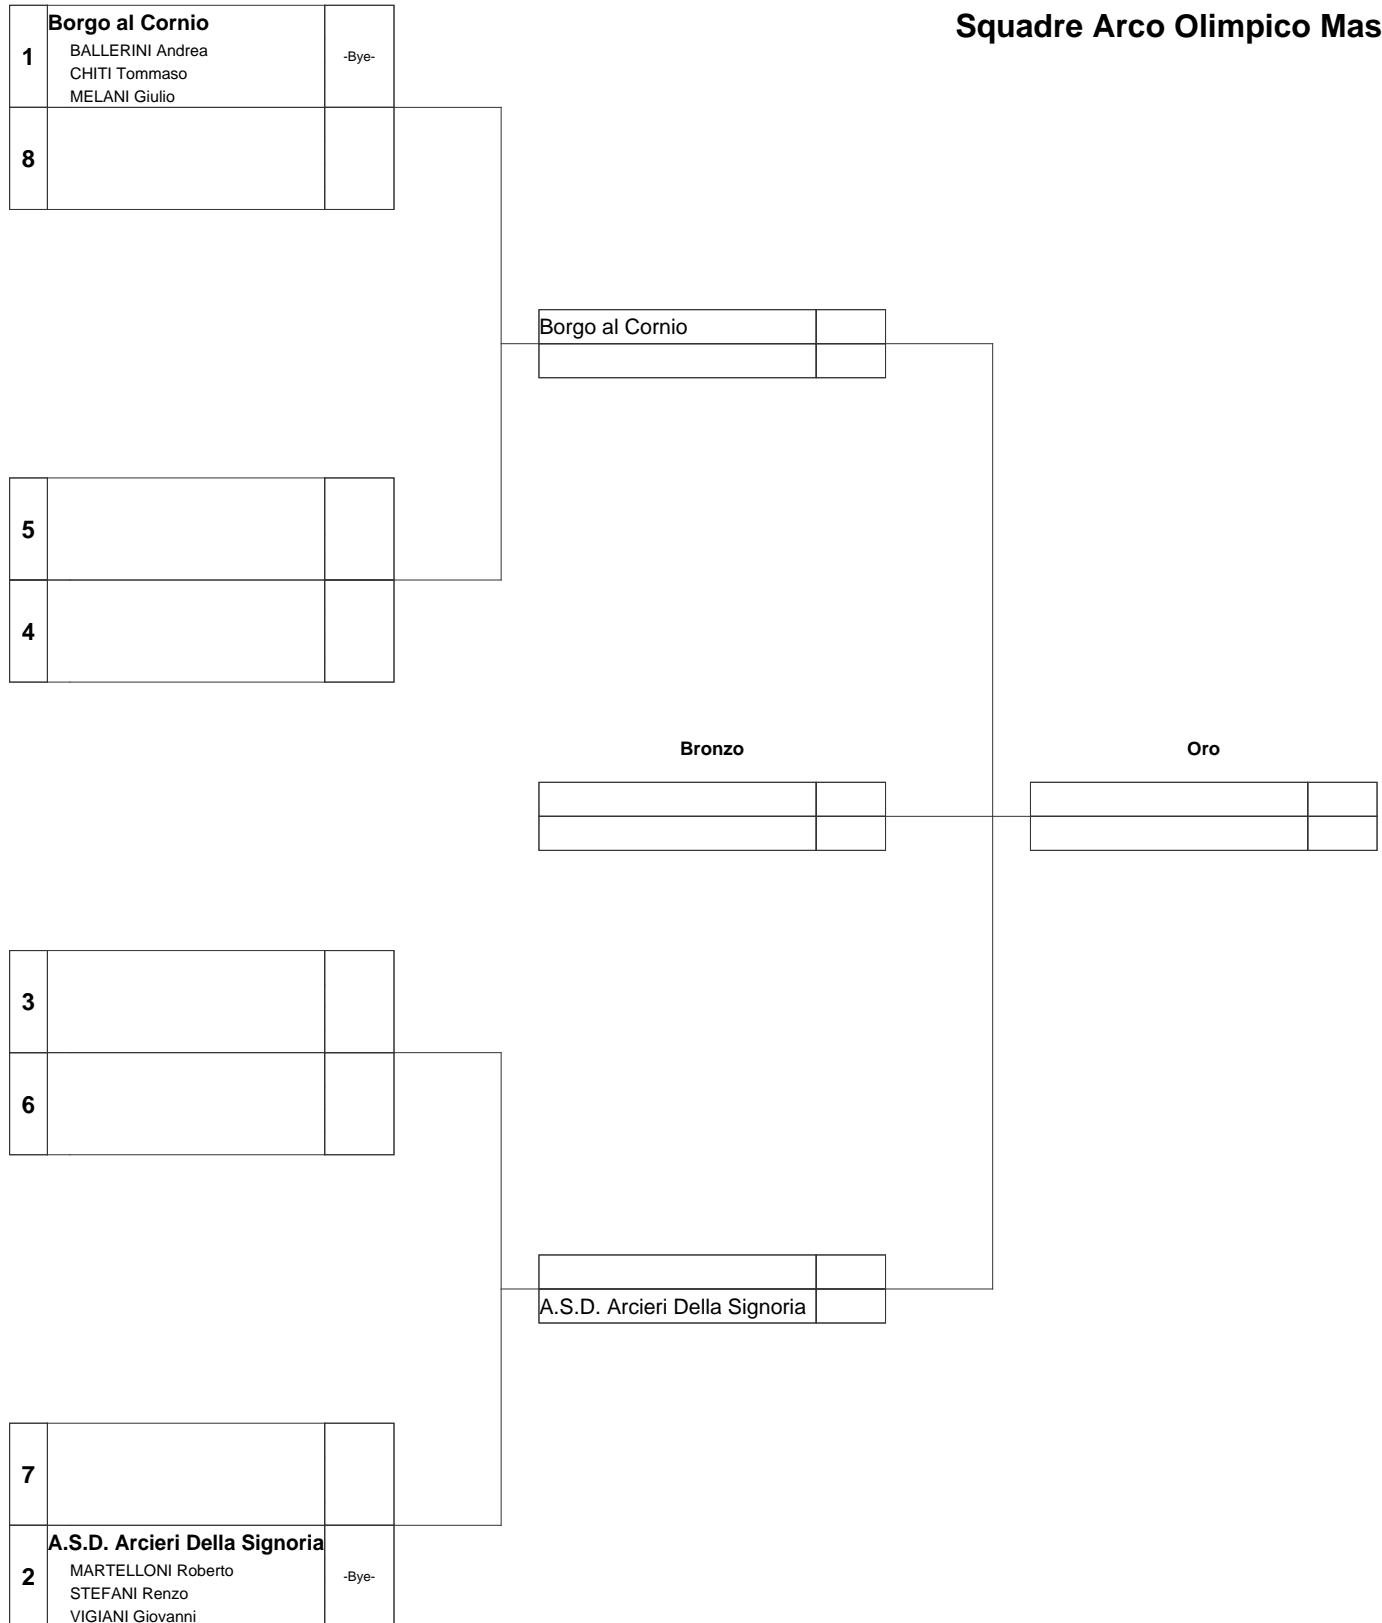 Squadre Arco Olimpico Mas
1
Borgo al Cornio
BALLERINI Andrea
CHITI Tommaso
MELANI Giulio
-Bye-
8
Borgo al Cornio
5
4
Bronzo
Oro
3
6
A.S.D. Arcieri Della Signoria
7
2
A.S.D. Arcieri Della Signoria
MARTELLONI Roberto
STEFANI Renzo
VIGIANI Giovanni
-Bye-